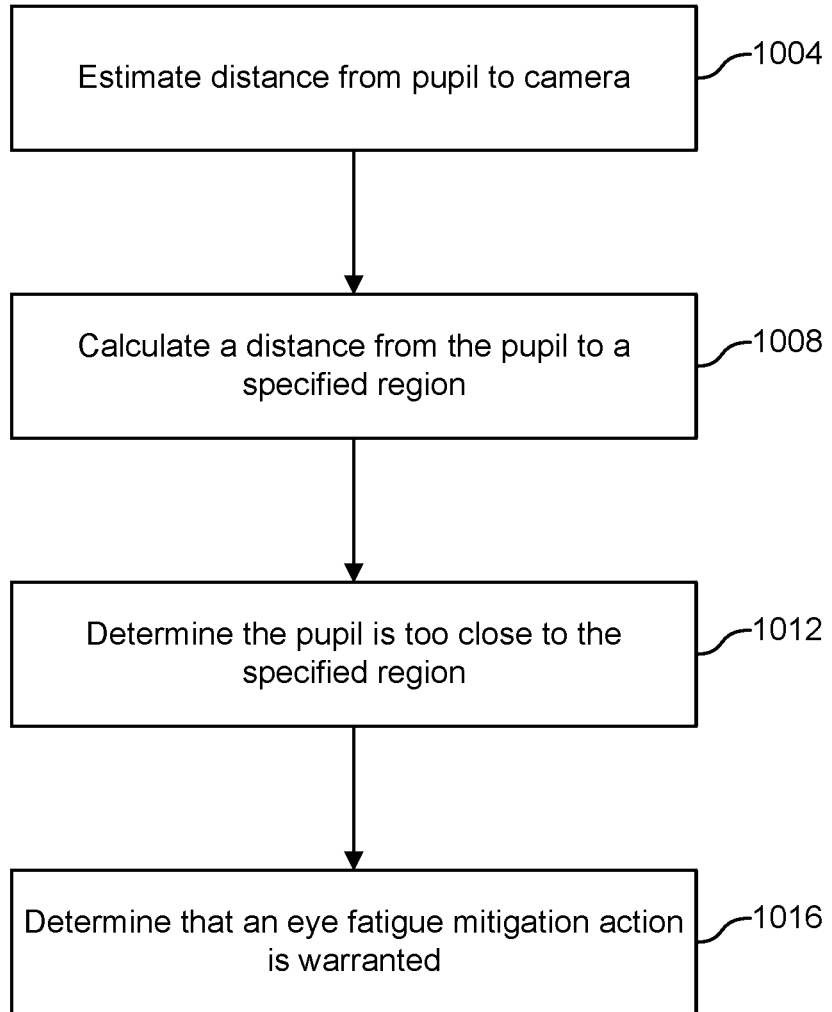 Estimate distance from pupil to camera
1004
Calculate a distance from the pupil to a
specified region
1008
Determine the pupil is too close to the
specified region
1012
Determine that an eye fatigue mitigation action
is warranted
1016